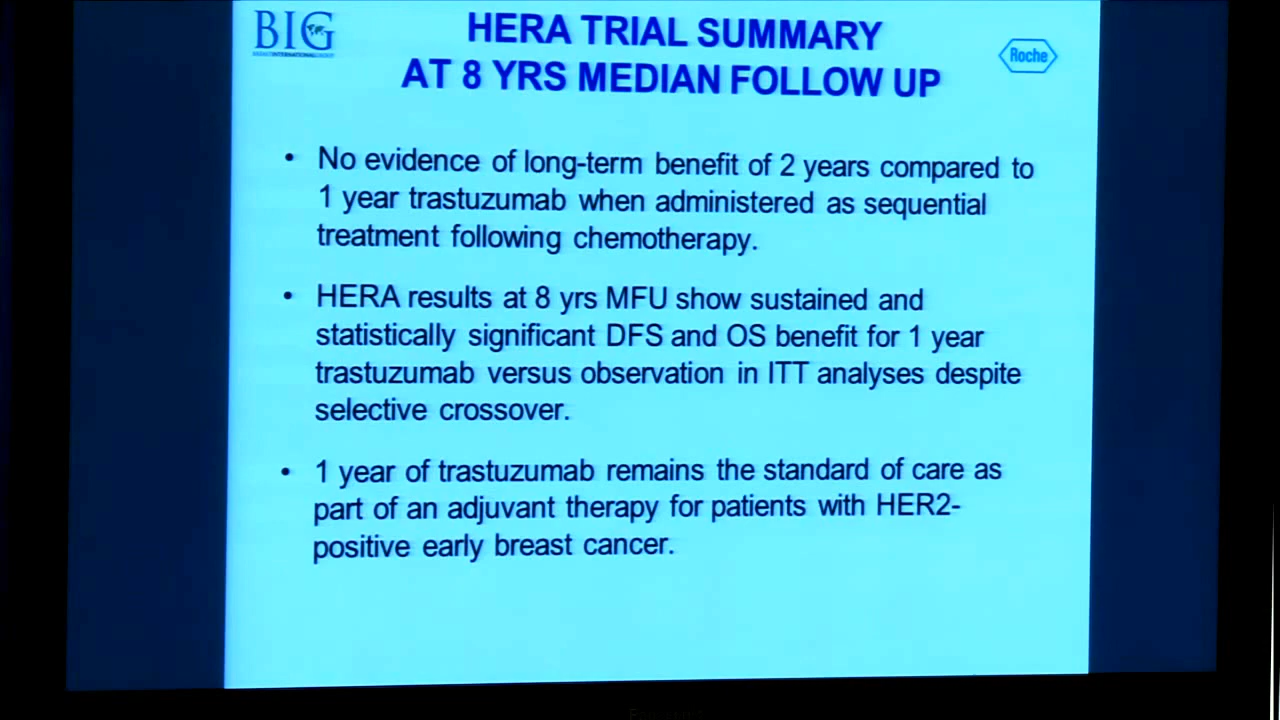 BIG
HERA TRIAL SUMMARY
AT 8 YRS MEDIAN FOLLOW UP
Roche
• No evidence of long-term benefit of 2 years compared to
1 year trastuzumab when administered as sequential
treatment following chemotherapy.
• HERA results at 8 yrs MFU show sustained and
statistically significant DFS and OS benefit for 1 year
trastuzumab versus observation in ITT analyses despite
selective crossover.
• 1 year of trastuzumab remains the standard of care as
part of an adjuvant therapy for patients with HER2-
positive early breast cancer.